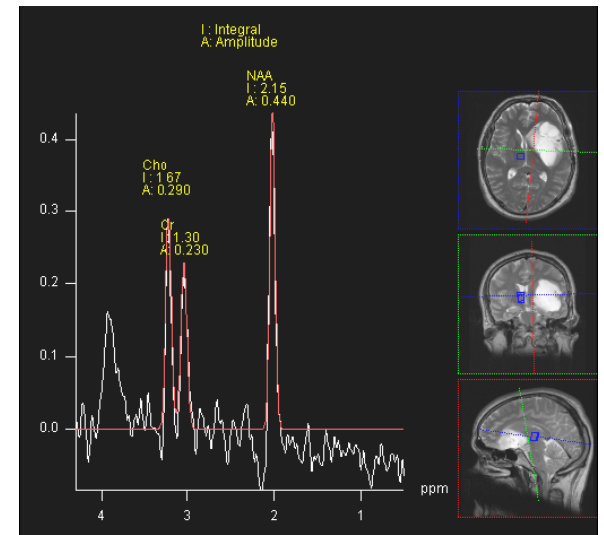 I : Integral
A: Amplitude
NAA
I : 2.15
A: 0.440
Cho
I : 1.67
A: 0.290
Cr
I : 1.30
A: 0.230
0.4
0.3
0.2
0.1
0.0
4 3 2 1 ppm